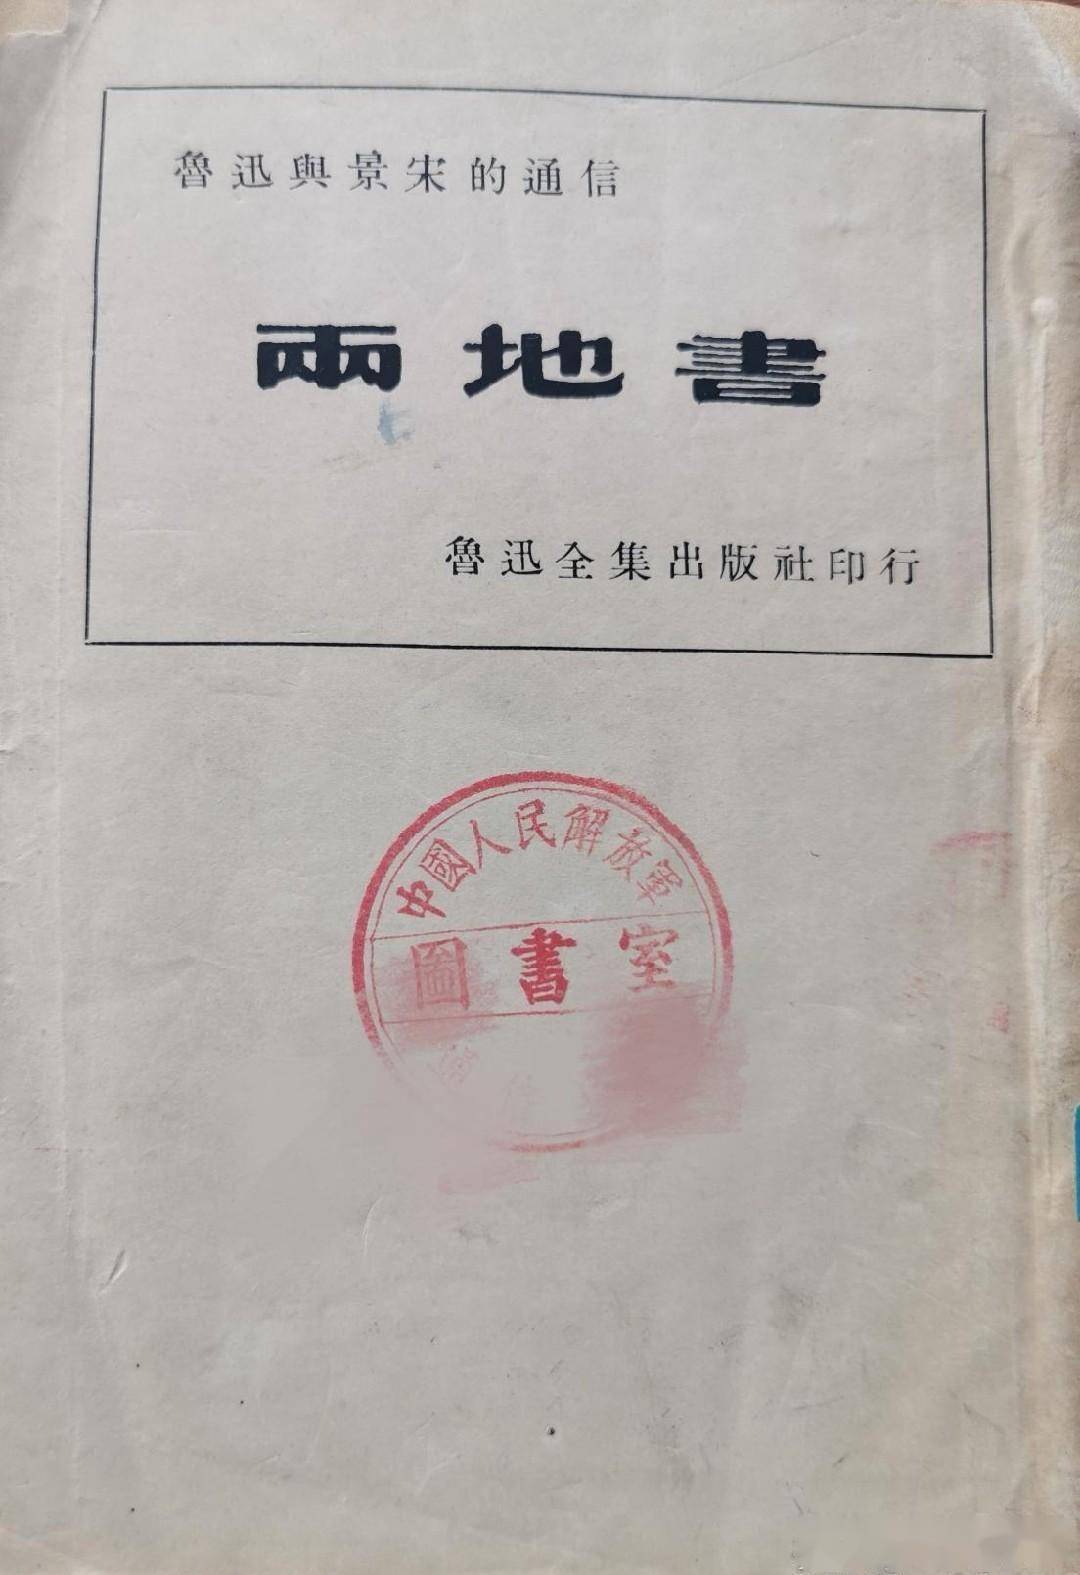 魯迅與景宋的通信
兩地書
魯迅全集出版社印行
中國人民解放軍
圖書室